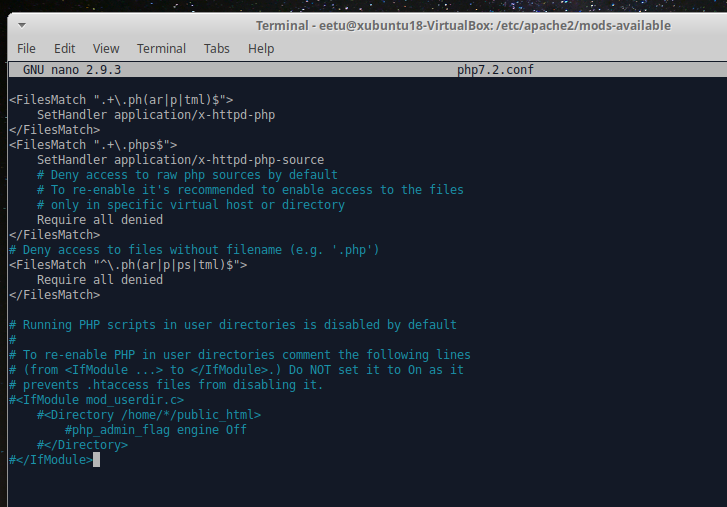 Terminal - eetu@xubuntu18-VirtualBox: /etc/apache2/mods-available
File Edit View Terminal Tabs Help
GNU nano 2.9.3 php7.2.conf
<FilesMatch ".+\.ph(ar|p|tml)$">
    SetHandler application/x-httpd-php
</FilesMatch>
<FilesMatch ".+\.phps$">
    SetHandler application/x-httpd-php-source
    # Deny access to raw php sources by default
    # To re-enable it's recommended to enable access to the files
    # only in specific virtual host or directory
    Require all denied
</FilesMatch>
# Deny access to files without filename (e.g. '.php')
<FilesMatch "^\.ph(ar|p|ps|tml)$">
    Require all denied
</FilesMatch>
# Running PHP scripts in user directories is disabled by default
#
# To re-enable PHP in user directories comment the following lines
# (from <IfModule ...> to </IfModule>.) Do NOT set it to On as it
# prevents .htaccess files from disabling it.
#<IfModule mod_userdir.c>
    #<Directory /home/*/public_html>
        #php_admin_flag engine Off
    #</Directory>
#</IfModule>